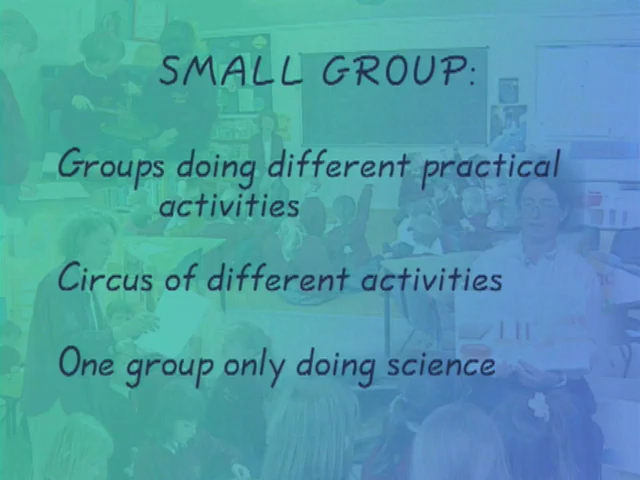 SMALL GROUP:
Groups doing different practical
activities
Circus of different activities
One group only doing science